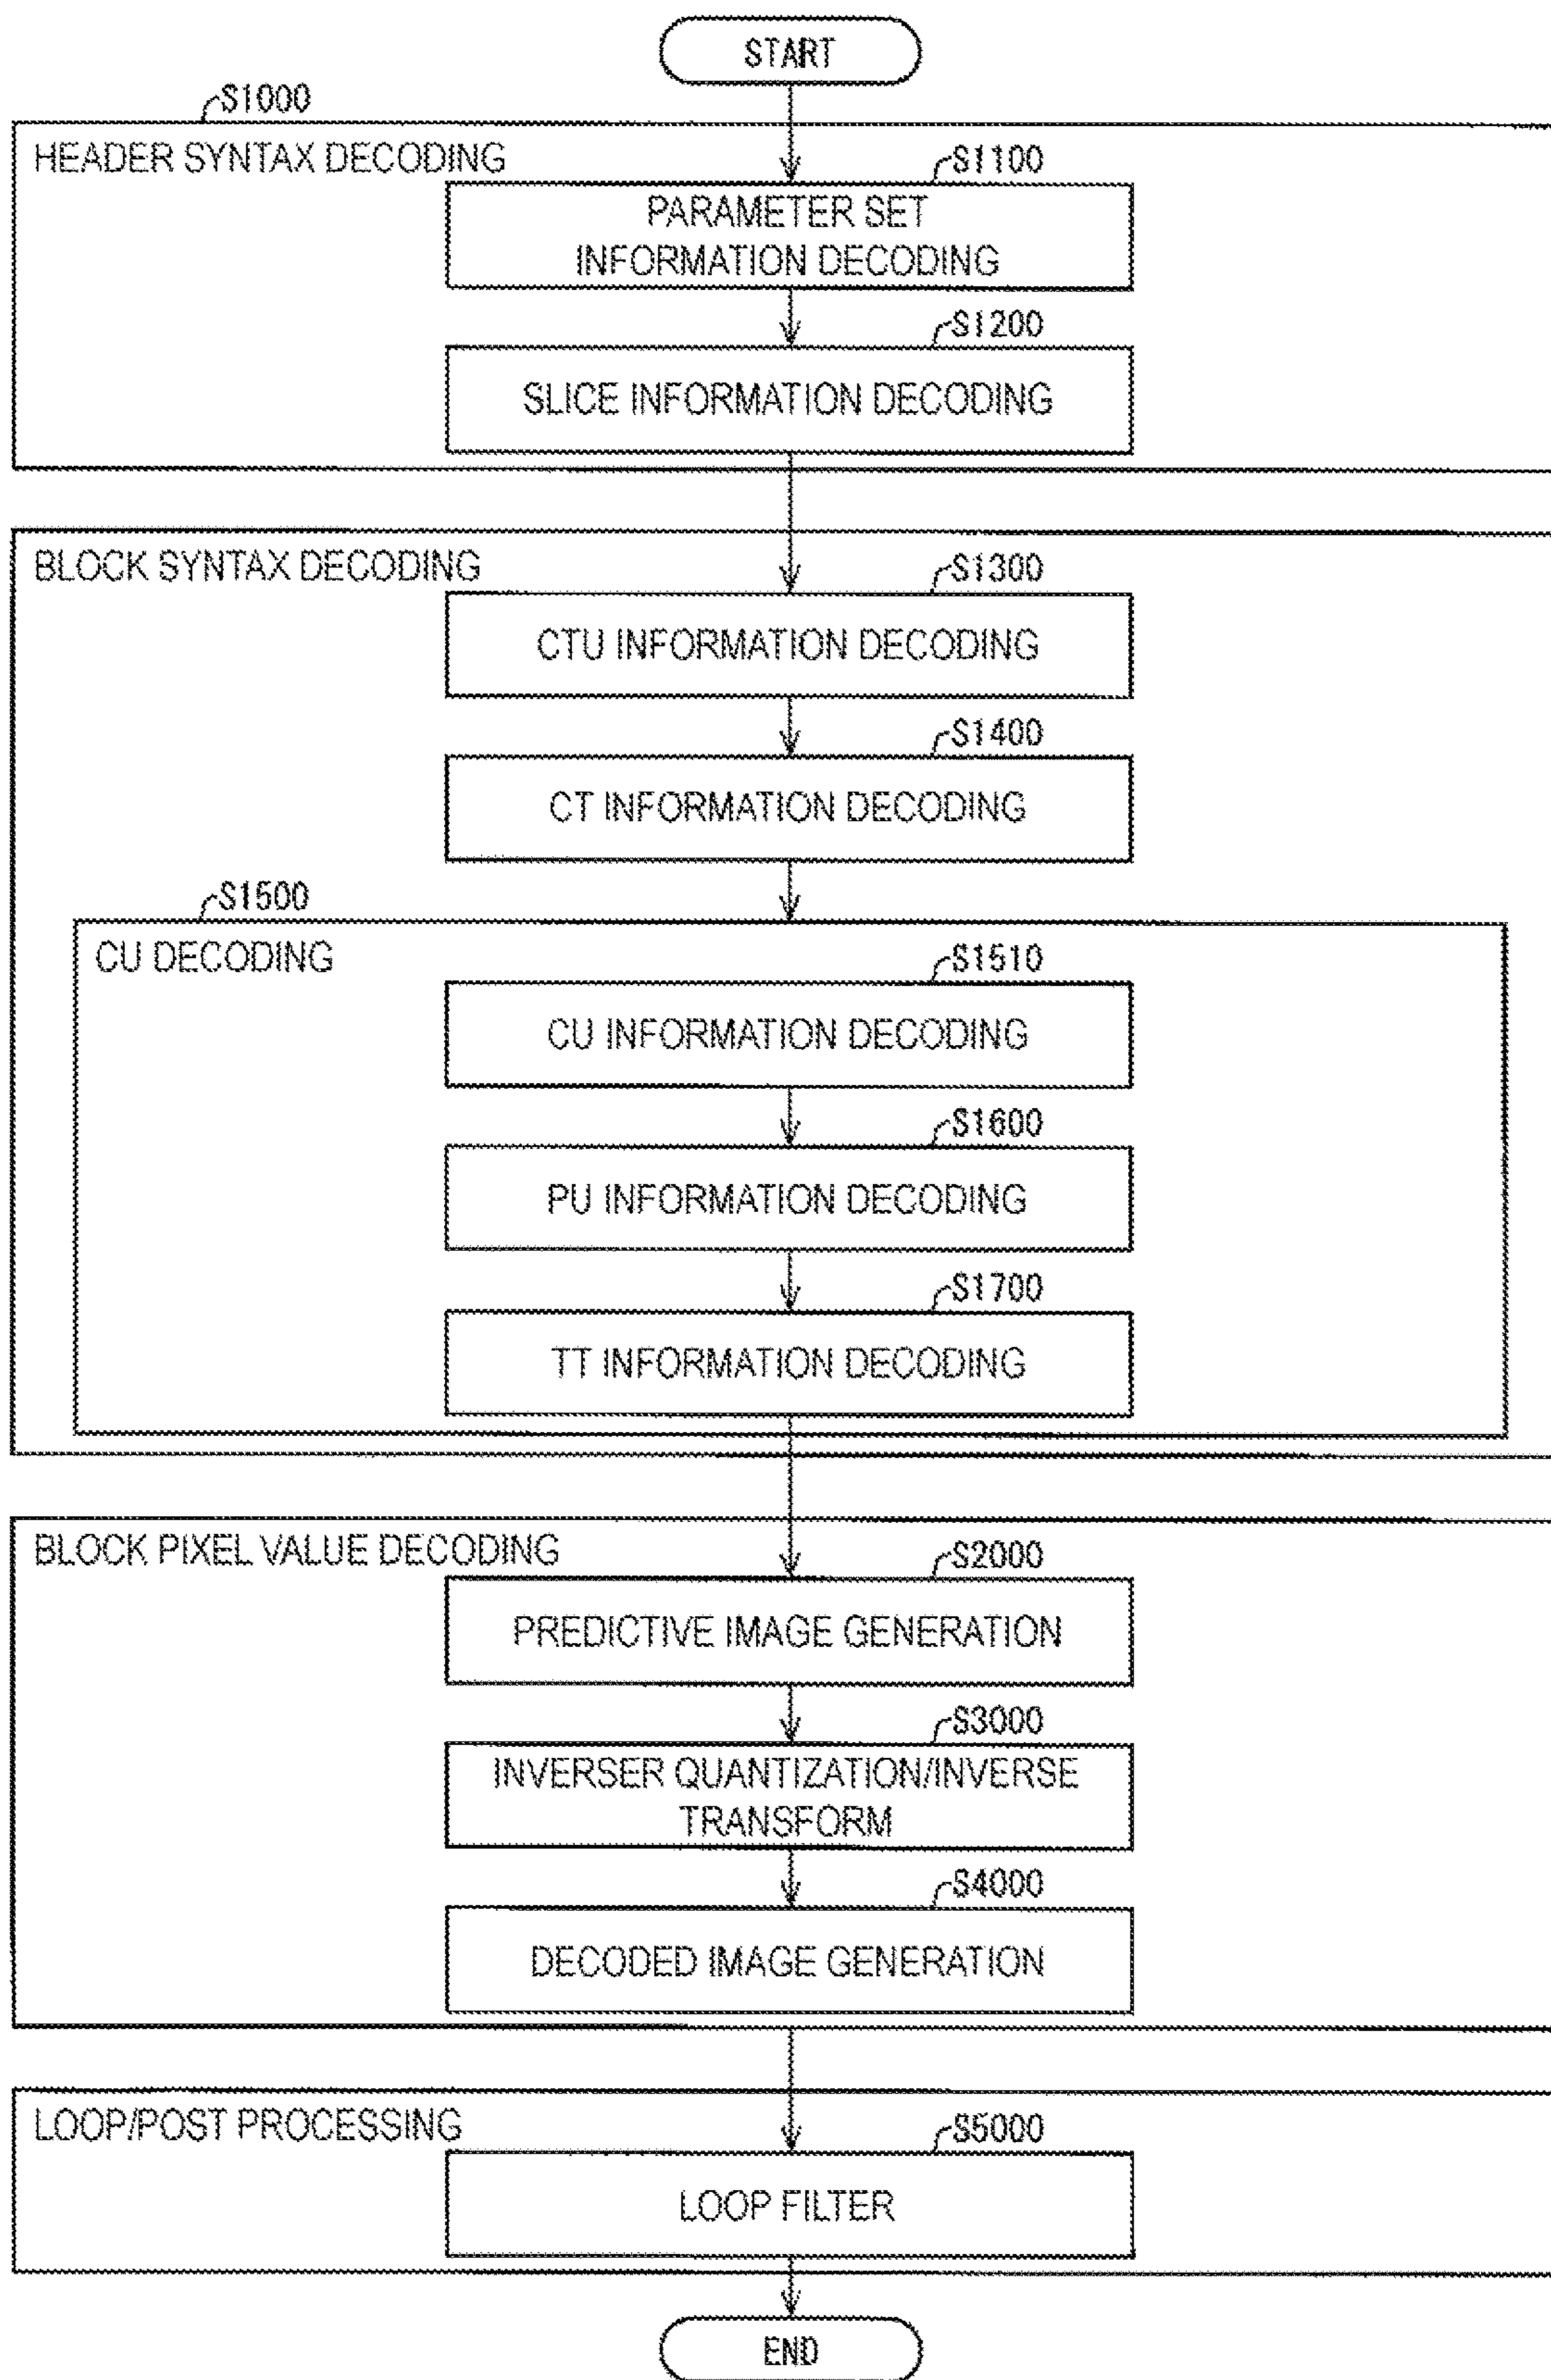 START
S1000
HEADER SYNTAX DECODING
S1100
PARAMETER SET
INFORMATION DECODING
S1200
SLICE INFORMATION DECODING
BLOCK SYNTAX DECODING
S1300
CTU INFORMATION DECODING
S1400
CT INFORMATION DECODING
S1500
CU DECODING
S1510
CU INFORMATION DECODING
S1600
PU INFORMATION DECODING
S1700
TT INFORMATION DECODING
BLOCK PIXEL VALUE DECODING
S2000
PREDICTIVE IMAGE GENERATION
S3000
INVERSER QUANTIZATION/INVERSE
TRANSFORM
S4000
DECODED IMAGE GENERATION
LOOP/POST PROCESSING
S5000
LOOP FILTER
END